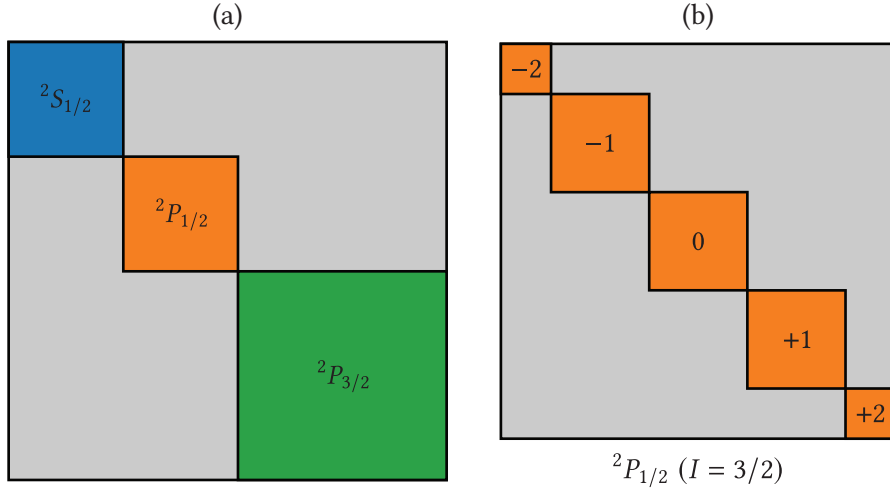 (a)
²S₁/₂
²P₁/₂
²P₃/₂
(b)
−2
−1
0
+1
+2
²P₁/₂ (I = 3/2)